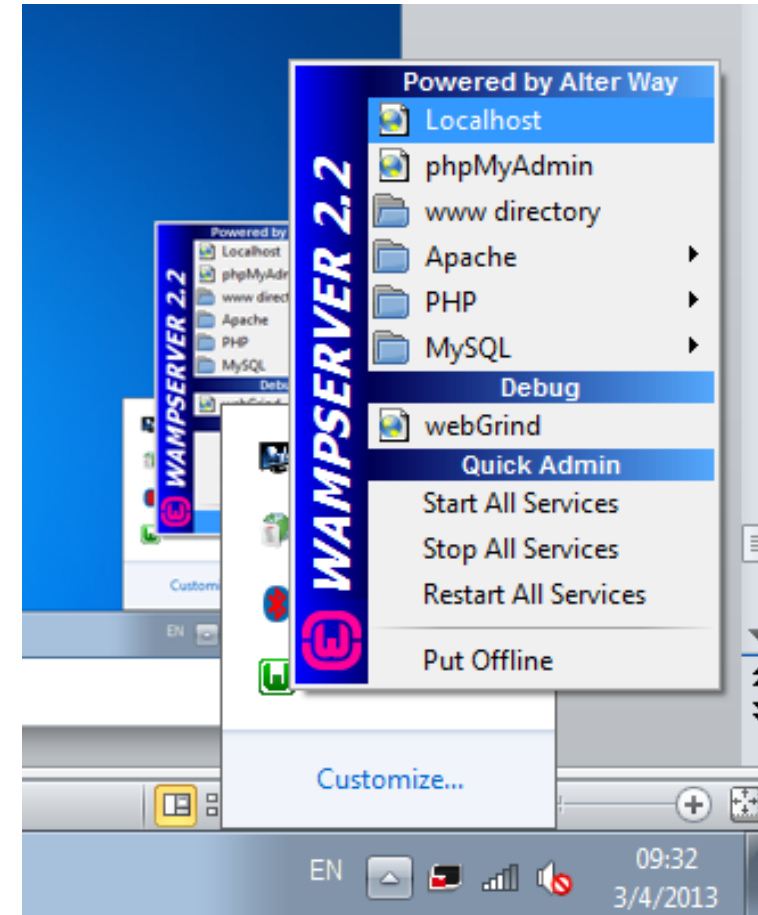 Powered by Alter Way
Localhost
phpMyAdmin
www directory
Apache
PHP
MySQL
Debug
webGrind
Quick Admin
Start All Services
Stop All Services
Restart All Services
Put Offline
WAMPSERVER 2.2
Powered by
Localhost
phpMyAdr
www direct
Apache
PHP
MySQL
Debu
WAMPSERVER 2.2
Custom
EN
Customize...
EN
09:32
3/4/2013